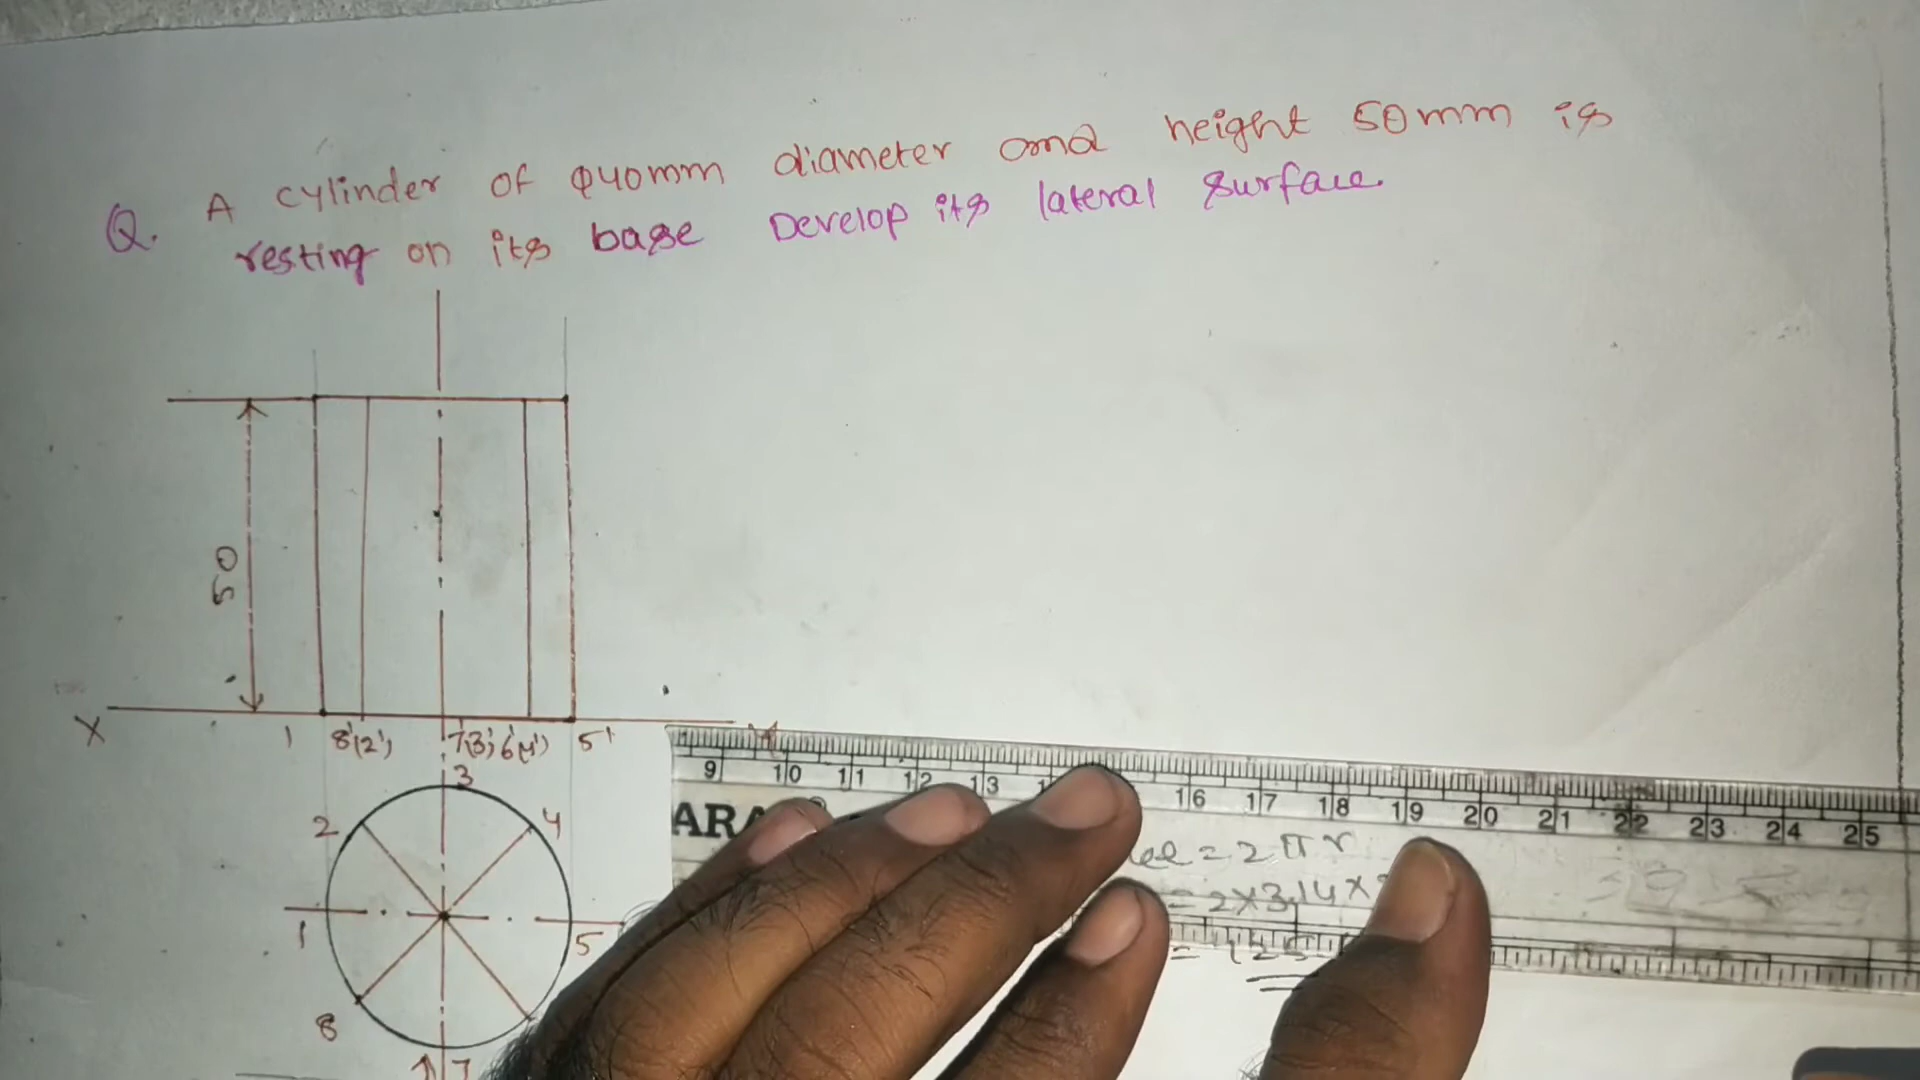 A cylinder of φ40mm diameter and height 50mm is
Q. resting on its base Develop its lateral surface.
50
X
1 8'(2') 7'(3') 6'(4') 5'
3
2 4
1 5
8
7
9 10 11 12 13 16 17 18 19 20 21 22 23 24 25
= 2πr
= 2×3.14×